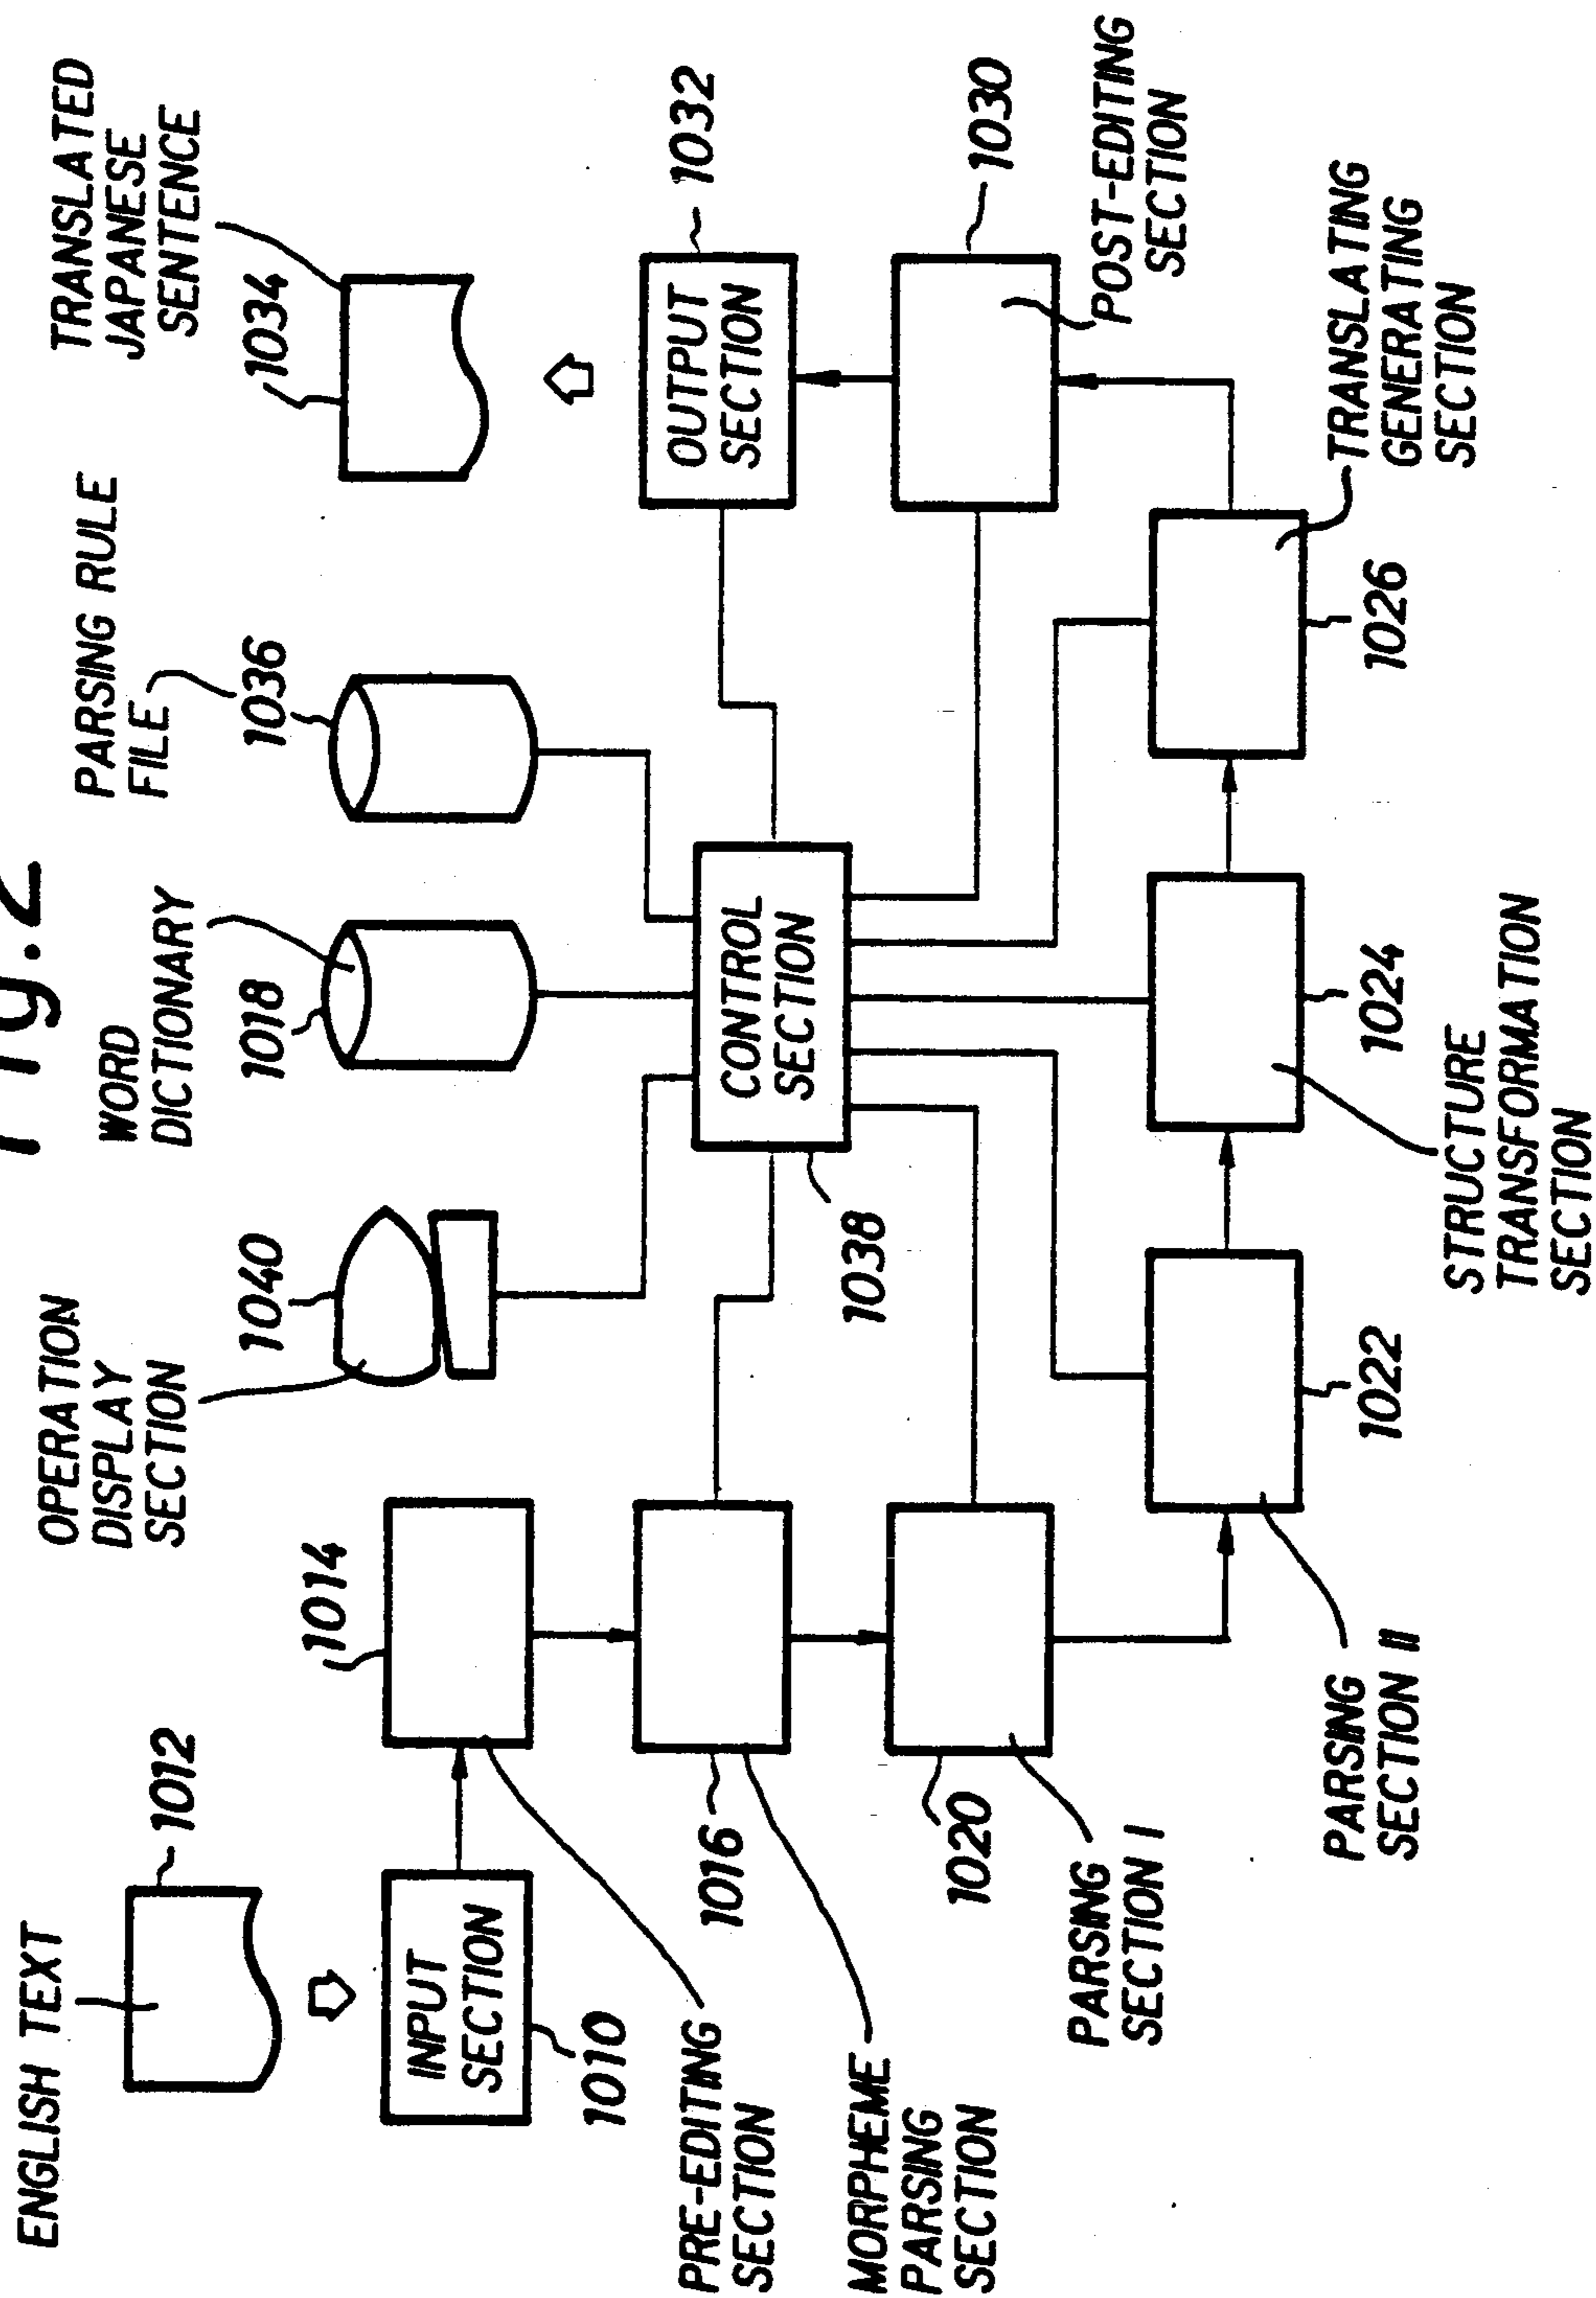 Fig.2
ENGLISH TEXT
1012
INPUT
SECTION
1010
1014
PRE-EDITING
SECTION
1016
MORPHEME
PARSING
SECTION
1020
PARSING
SECTION I
OPERATION
DISPLAY
SECTION
1040
WORD
DICTIONARY
1018
PARSING RULE
FILE
1036
CONTROL
SECTION
1038
PARSING
SECTION II
1022
STRUCTURE
TRANSFORMATION
SECTION
1024
TRANSLATING
GENERATING
SECTION
1026
POST-EDITING
SECTION
1030
OUTPUT
SECTION
1032
TRANSLATED
JAPANESE
SENTENCE
1034